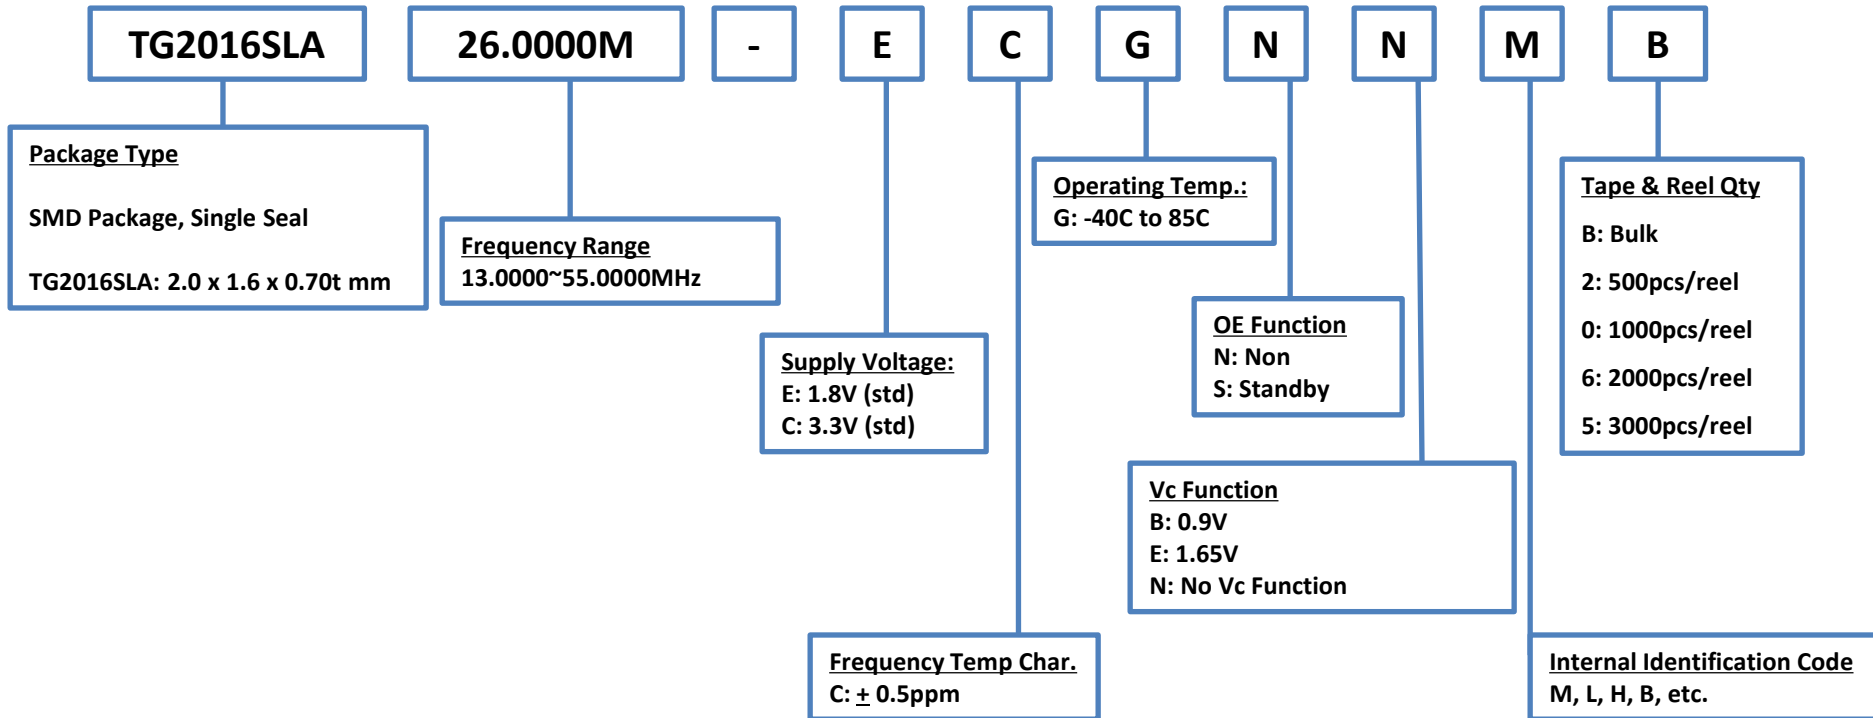 TG2016SLA 26.0000M - E C G N N M B
Package Type
SMD Package, Single Seal
TG2016SLA: 2.0 x 1.6 x 0.70t mm
Frequency Range
13.0000~55.0000MHz
Supply Voltage:
E: 1.8V (std)
C: 3.3V (std)
Frequency Temp Char.
C: ± 0.5ppm
Operating Temp.:
G: -40C to 85C
OE Function
N: Non
S: Standby
Vc Function
B: 0.9V
E: 1.65V
N: No Vc Function
Internal Identification Code
M, L, H, B, etc.
Tape & Reel Qty
B: Bulk
2: 500pcs/reel
0: 1000pcs/reel
6: 2000pcs/reel
5: 3000pcs/reel